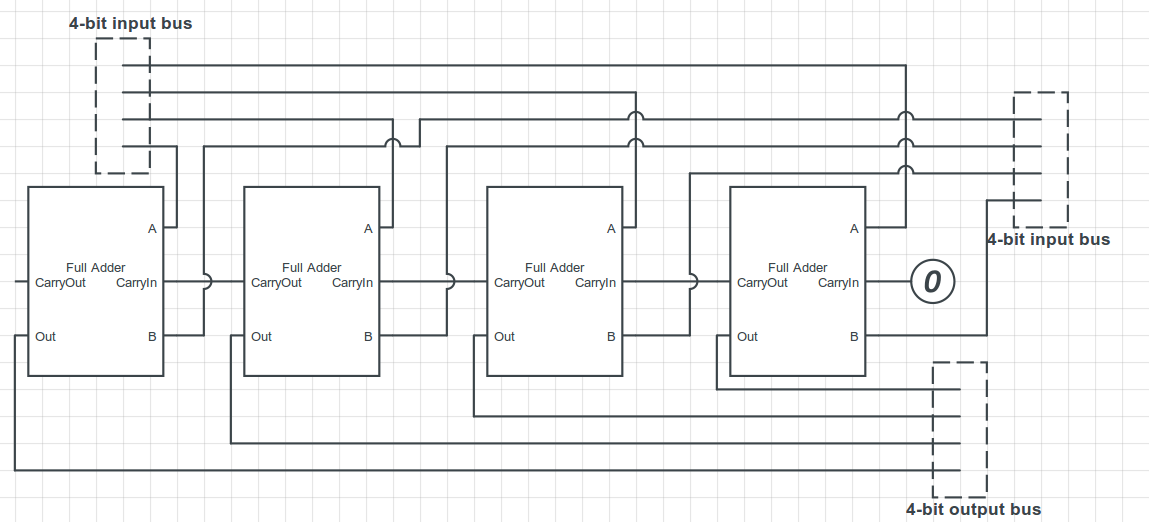 4-bit input bus
4-bit input bus
A
A
A
A
Full Adder
Full Adder
Full Adder
Full Adder
CarryOut CarryIn
CarryOut CarryIn
CarryOut CarryIn
CarryOut CarryIn
0
Out B
Out B
Out B
Out B
4-bit output bus